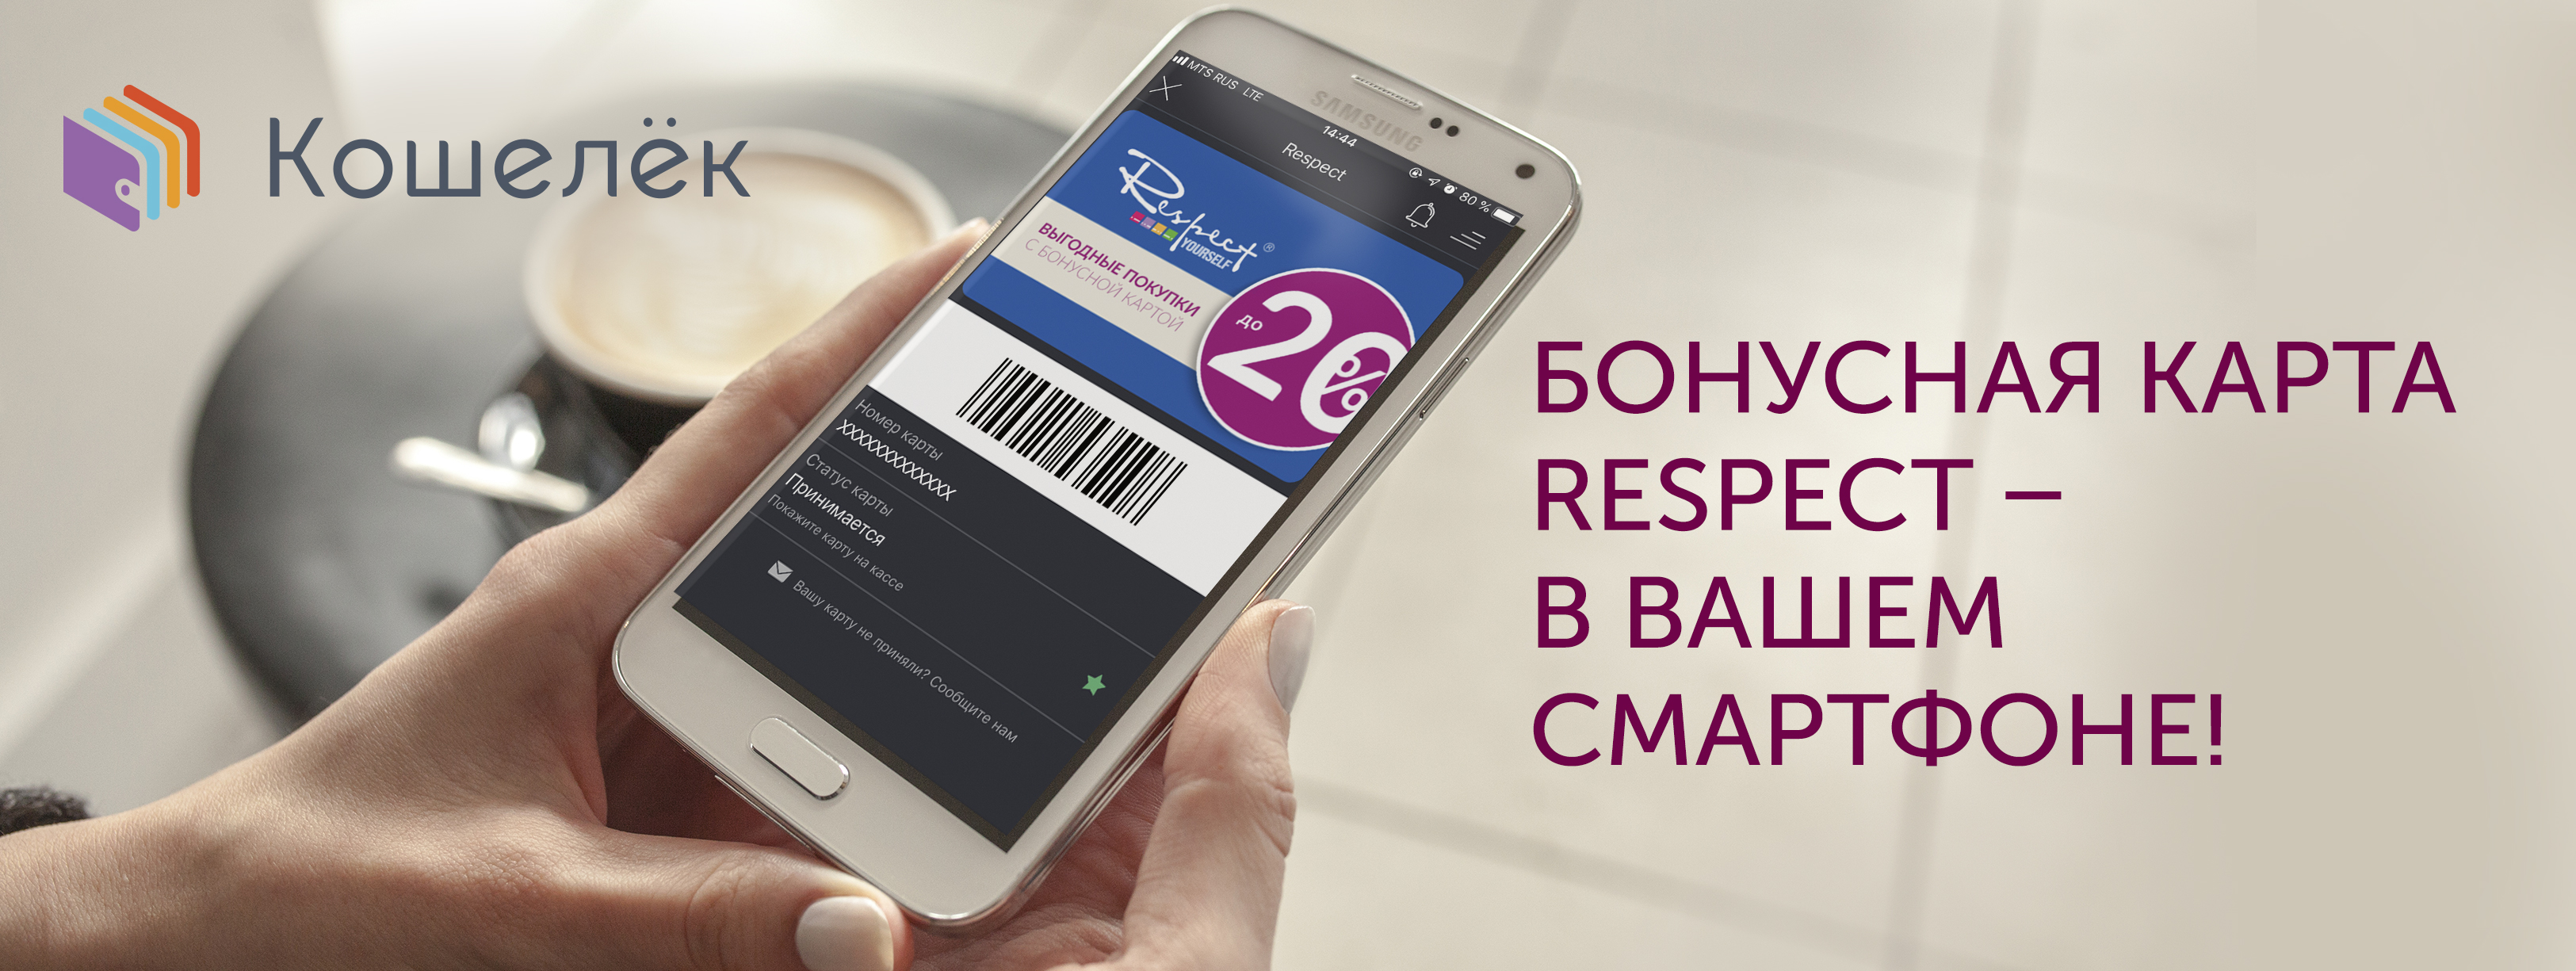 Кошелёк
SAMSUNG
MTS RUS LTE
14:44
80 %
Respect
Respect®
YOURSELF
ВЫГОДНЫЕ ПОКУПКИ
С БОНУСНОЙ КАРТОЙ
до 20%
Номер карты
XXXXXXXXXXXXX
Статус карты
Принимается
Покажите карту на кассе
Вашу карту не приняли? Сообщите нам
БОНУСНАЯ КАРТА
RESPECT –
В ВАШЕМ
СМАРТФОНЕ!